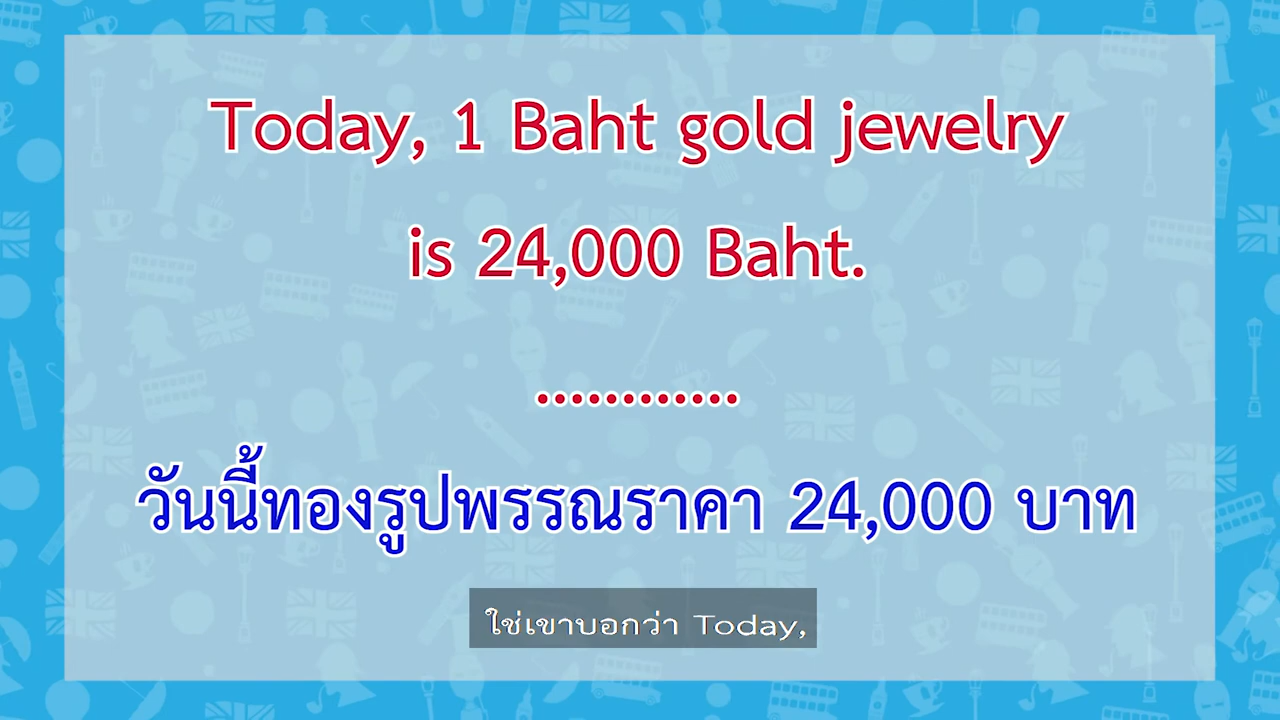 Today, 1 Baht gold jewelry
is 24,000 Baht.
............
วันนี้ทองรูปพรรณราคา 24,000 บาท
ใช่เขาบอกว่า Today,